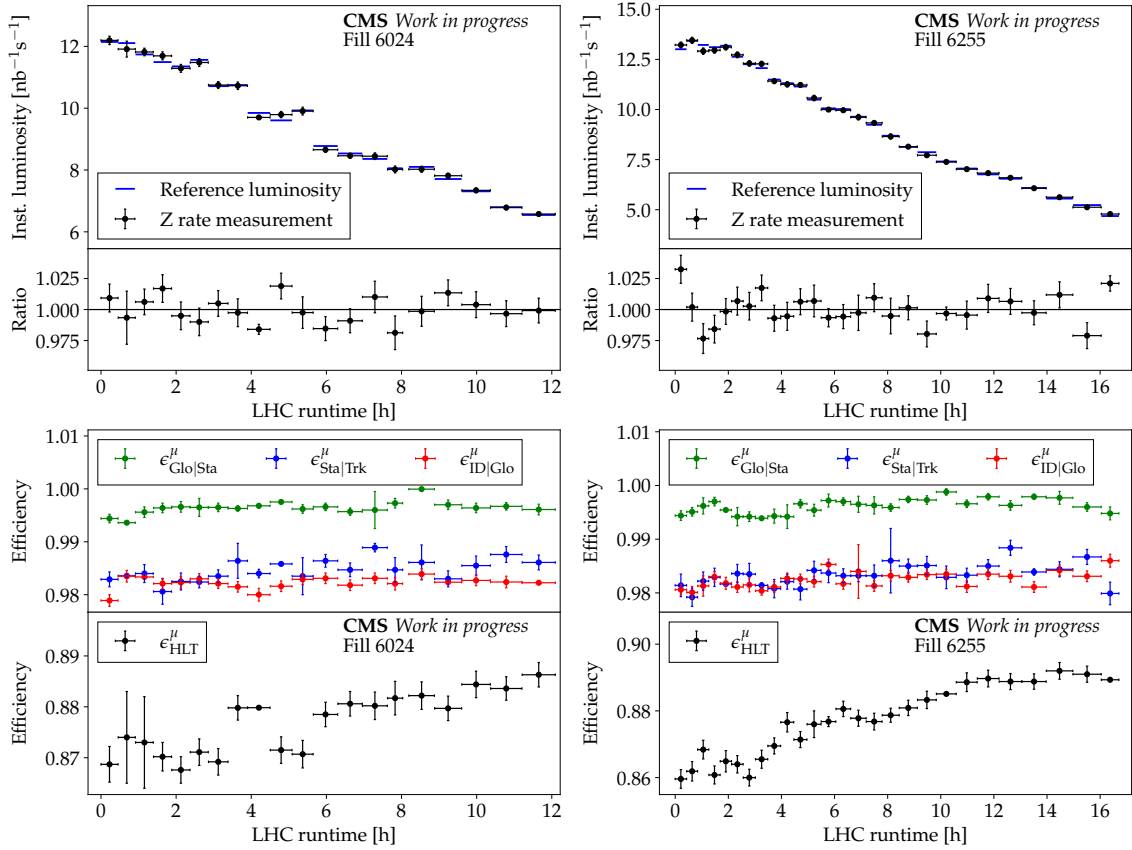 CMS Work in progress
Fill 6024
Inst. luminosity [nb⁻¹s⁻¹]
12
10
8
6
Reference luminosity
Z rate measurement
Ratio
1.025
1.000
0.975
0 2 4 6 8 10 12
LHC runtime [h]
CMS Work in progress
Fill 6255
Inst. luminosity [nb⁻¹s⁻¹]
15.0
12.5
10.0
7.5
5.0
Reference luminosity
Z rate measurement
Ratio
1.025
1.000
0.975
0 2 4 6 8 10 12 14 16
LHC runtime [h]
Efficiency
1.01
1.00
0.99
0.98
ϵ^μ_Glo|Sta ϵ^μ_Sta|Trk ϵ^μ_ID|Glo
CMS Work in progress
Fill 6024
ϵ^μ_HLT
Efficiency
0.89
0.88
0.87
0 2 4 6 8 10 12
LHC runtime [h]
Efficiency
1.01
1.00
0.99
0.98
ϵ^μ_Glo|Sta ϵ^μ_Sta|Trk ϵ^μ_ID|Glo
CMS Work in progress
Fill 6255
ϵ^μ_HLT
Efficiency
0.90
0.88
0.86
0 2 4 6 8 10 12 14 16
LHC runtime [h]